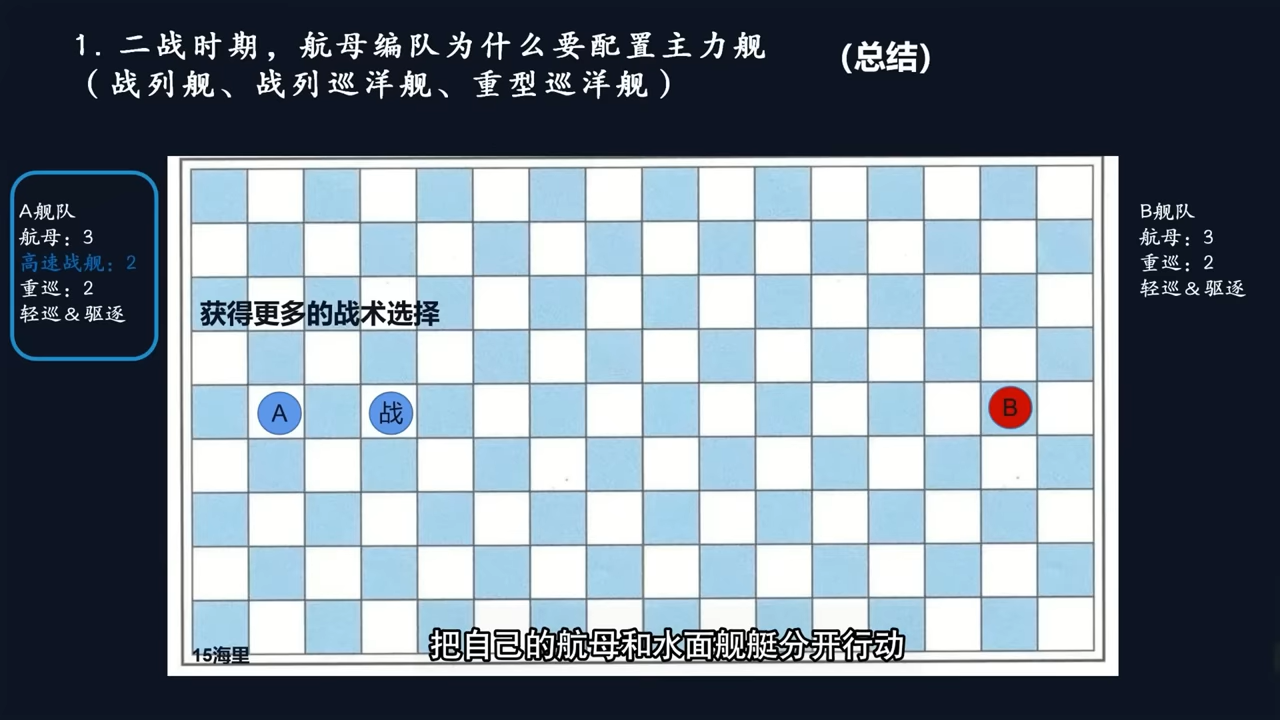 1. 二战时期，航母编队为什么要配置主力舰
（战列舰、战列巡洋舰、重型巡洋舰）
(总结)
A舰队
航母：3
高速战舰：2
重巡：2
轻巡＆驱逐
B舰队
航母：3
重巡：2
轻巡＆驱逐
获得更多的战术选择
A
战
B
15海里
把自己的航母和水面舰艇分开行动